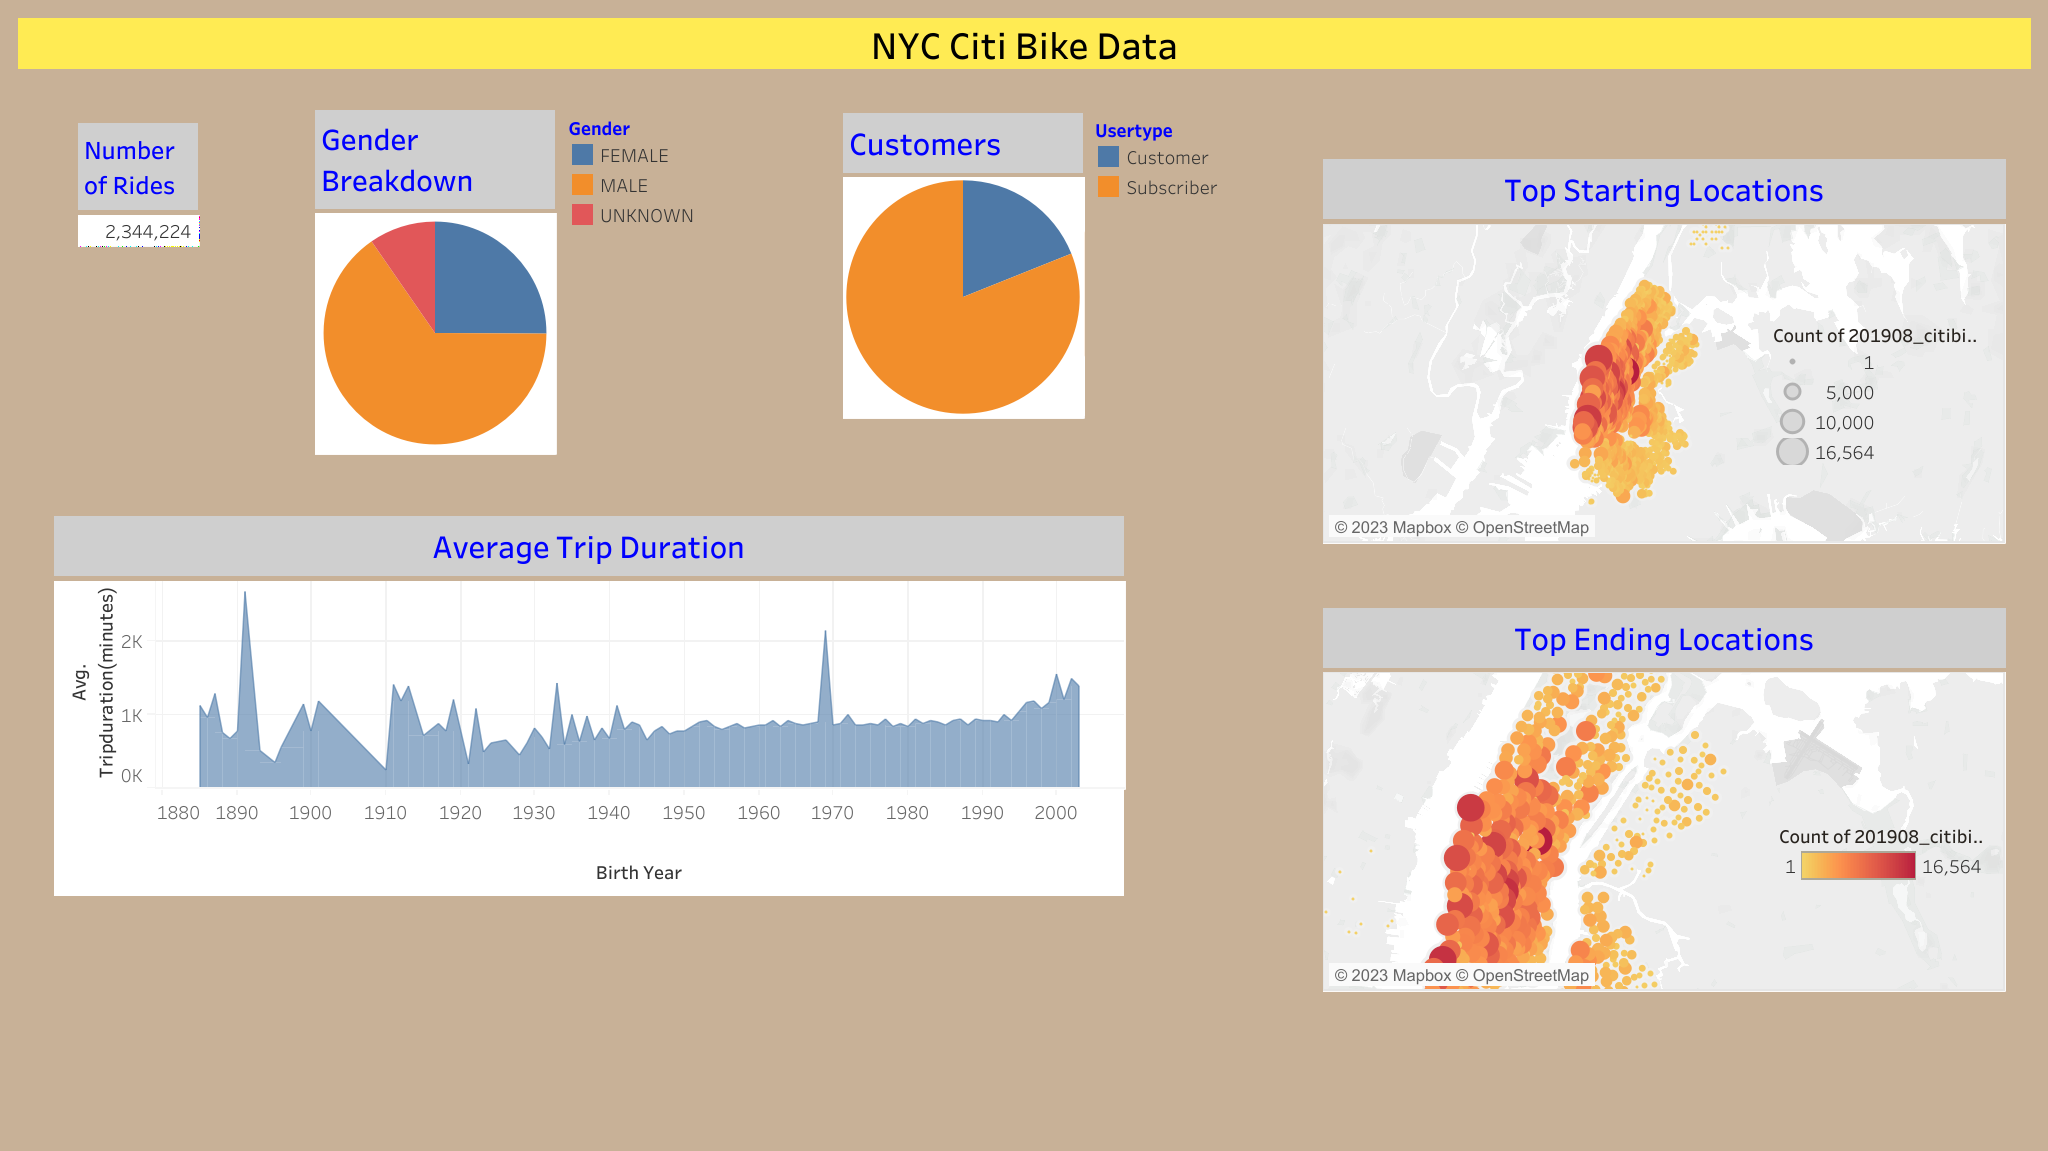 NYC Citi Bike Data
Number
of Rides
2,344,224
Gender
Breakdown
Gender
FEMALE
MALE
UNKNOWN
Customers
Usertype
Customer
Subscriber
Top Starting Locations
Count of 201908_citibi..
1
5,000
10,000
16,564
© 2023 Mapbox © OpenStreetMap
Average Trip Duration
Avg.
Tripduration(minutes)
2K
1K
0K
1880 1890 1900 1910 1920 1930 1940 1950 1960 1970 1980 1990 2000
Birth Year
Top Ending Locations
Count of 201908_citibi..
1 16,564
© 2023 Mapbox © OpenStreetMap